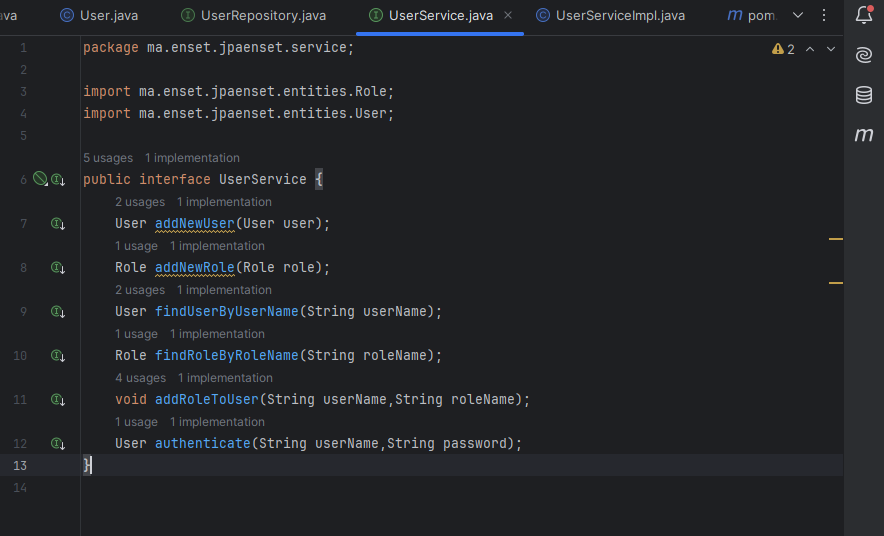 ava User.java UserRepository.java UserService.java UserServiceImpl.java m pom.
1 package ma.enset.jpaenset.service; 2
2
3 import ma.enset.jpaenset.entities.Role;
4 import ma.enset.jpaenset.entities.User;
5
5 usages 1 implementation
6 public interface UserService {
2 usages 1 implementation
7 User addNewUser(User user);
1 usage 1 implementation
8 Role addNewRole(Role role);
2 usages 1 implementation
9 User findUserByUserName(String userName);
1 usage 1 implementation
10 Role findRoleByRoleName(String roleName);
4 usages 1 implementation
11 void addRoleToUser(String userName,String roleName);
1 usage 1 implementation
12 User authenticate(String userName,String password);
13 }
14